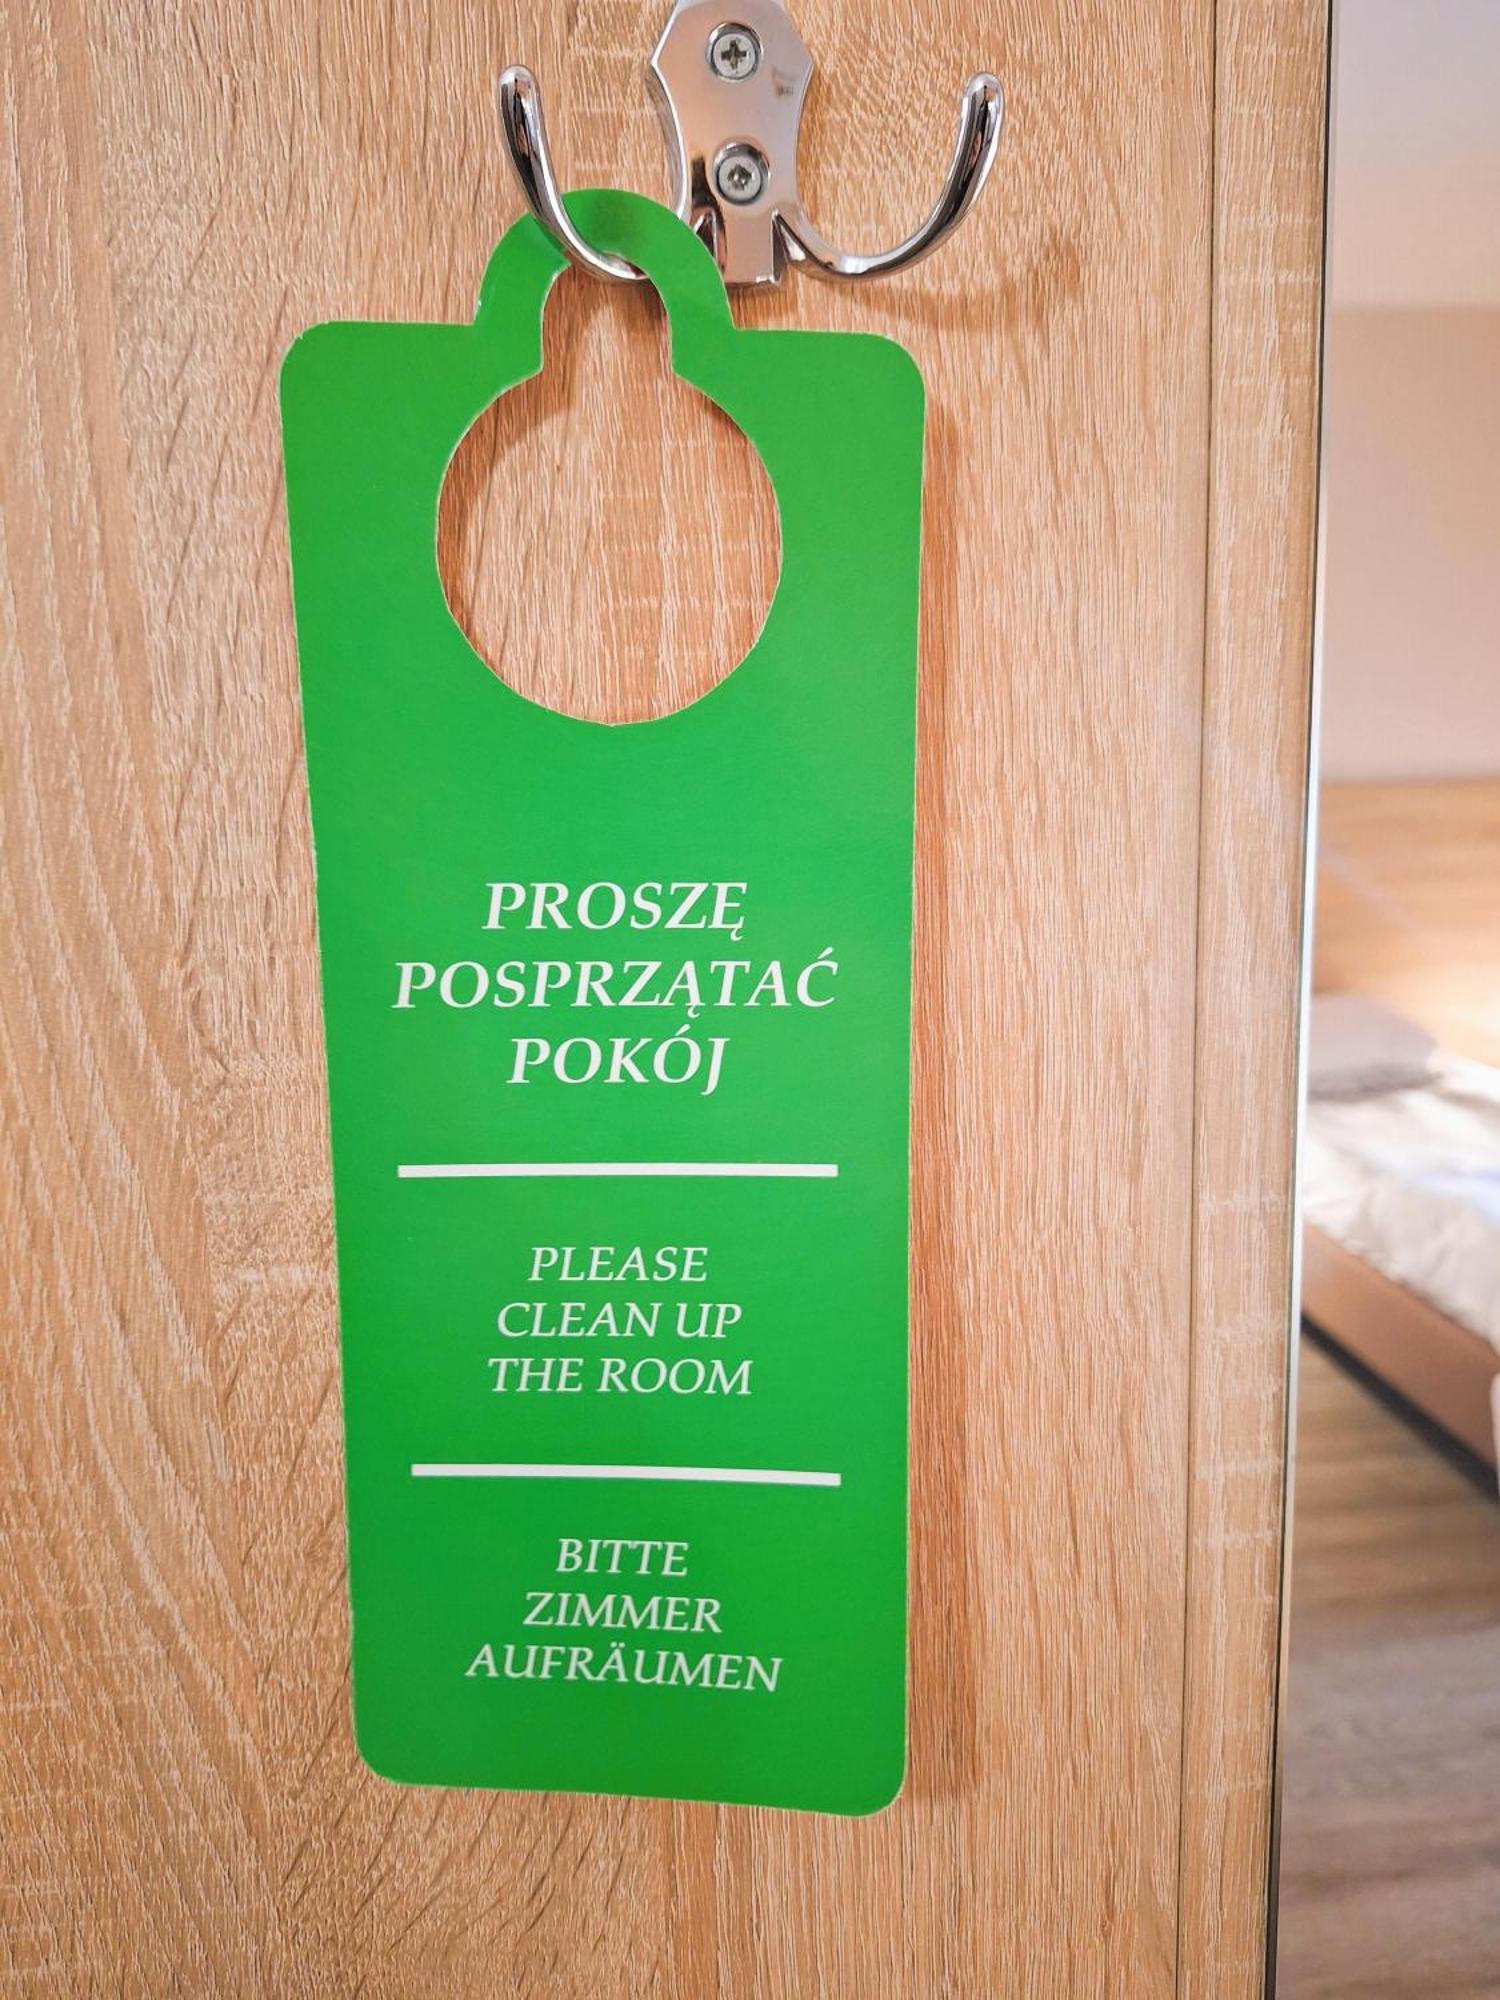 PROSZĘ
POSPRZĄTAĆ
POKÓJ
PLEASE
CLEAN UP
THE ROOM
BITTE
ZIMMER
AUFRÄUMEN